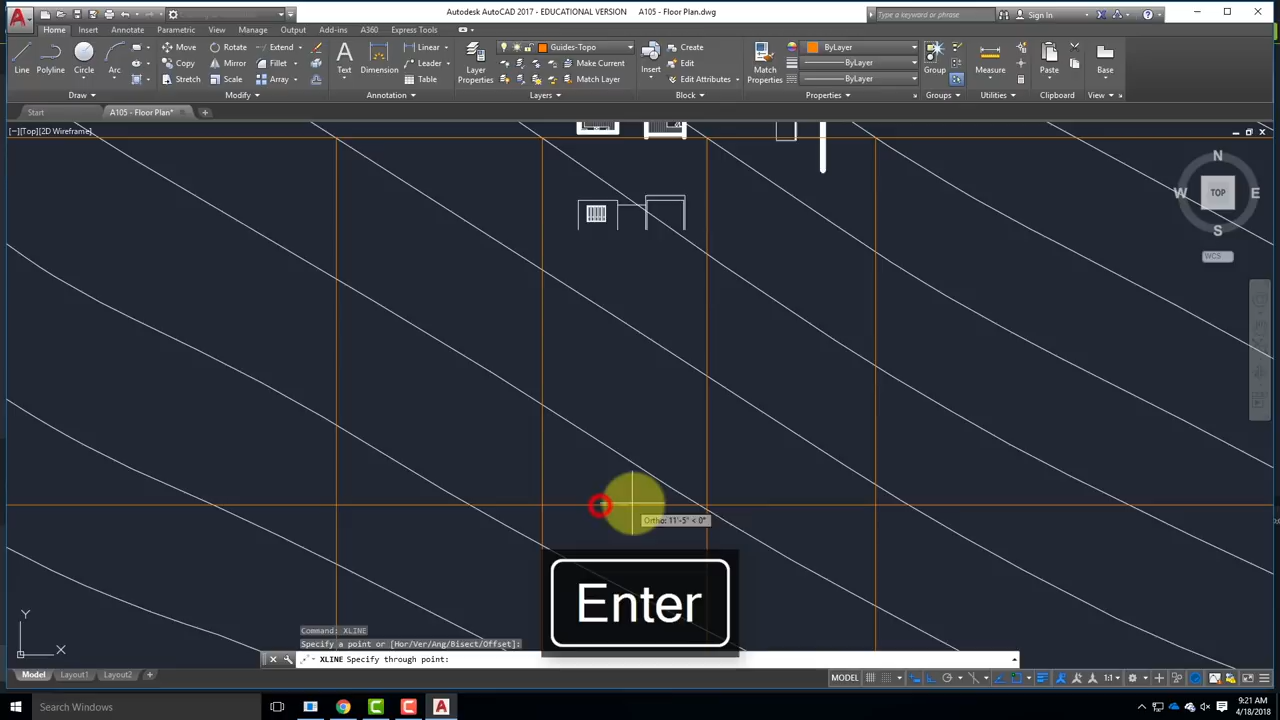 Autodesk AutoCAD 2017 - EDUCATIONAL VERSION A105 - Floor Plan.dwg
Type a keyword or phrase
Sign In
Home Insert Annotate Parametric View Manage Output Add-ins A360 Express Tools
Move Rotate Extend Linear Guides-Topo Create ByLayer
Line Polyline Circle Arc Copy Mirror Fillet Text Dimension Leader Layer Properties Make Current Insert Edit Match Properties ByLayer Group Measure Paste Base
Stretch Scale Array Table Match Layer Edit Attributes ByLayer
Draw Modify Annotation Layers Block Properties Groups Utilities Clipboard View
Start A105 - Floor Plan*
[−][Top][2D Wireframe]
N
W TOP E
S
WCS
Ortho: 11'-5" < 0°
Enter
Y
X
Command: XLINE
Specify a point or [Hor/Ver/Ang/Bisect/Offset]:
XLINE Specify through point:
Model Layout1 Layout2 +
MODEL
1:1
Search Windows
9:21 AM
4/18/2018